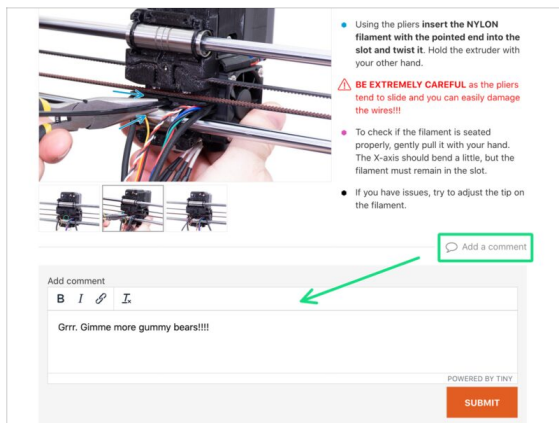 Using the pliers insert the NYLON
filament with the pointed end into the
slot and twist it. Hold the extruder with
your other hand.
BE EXTREMELY CAREFUL as the pliers
tend to slide and you can easily damage
the wires!!!
To check if the filament is seated
properly, gently pull it with your hand.
The X-axis should bend a little, but the
filament must remain in the slot.
If you have issues, try to adjust the tip on
the filament.
Add a comment
Add comment
B I Tx
Grrr. Gimme more gummy bears!!!!
POWERED BY TINY
SUBMIT